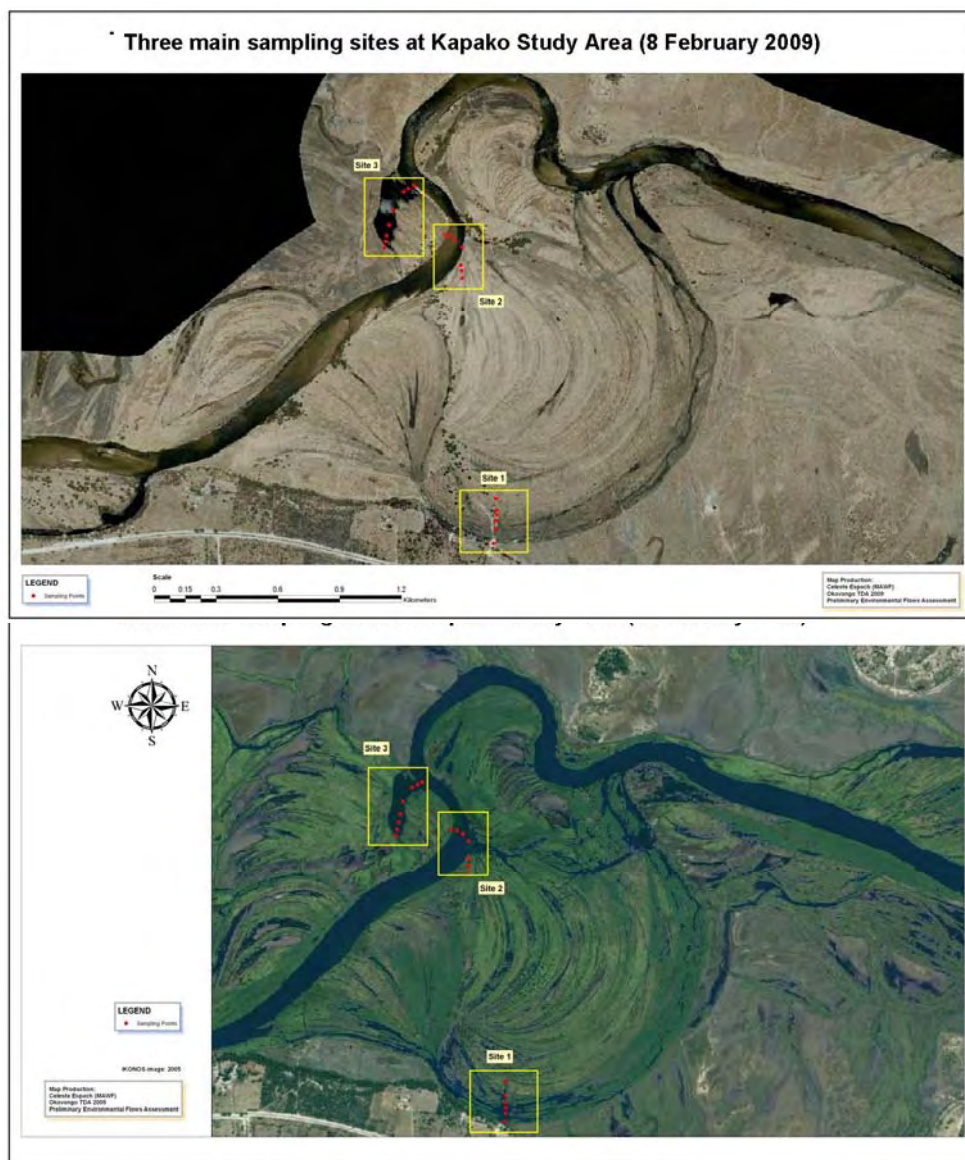 Three main sampling sites at Kapako Study Area (8 February 2009)
Site 3
Site 2
Site 1
LEGEND
Sampling Points
Scale
0 0.15 0.3 0.6 0.9 1.2
Kilometers
Map Production:
Celeste Espach (MAWF)
Okovango TDA 2009
Preliminary Environmental Flows Assessment
N
W E
S
Site 3
Site 2
Site 1
LEGEND
Sampling Points
IKONOS image: 2005
Map Production:
Celeste Espach (MAWF)
Okovango TDA 2009
Preliminary Environmental Flows Assessment